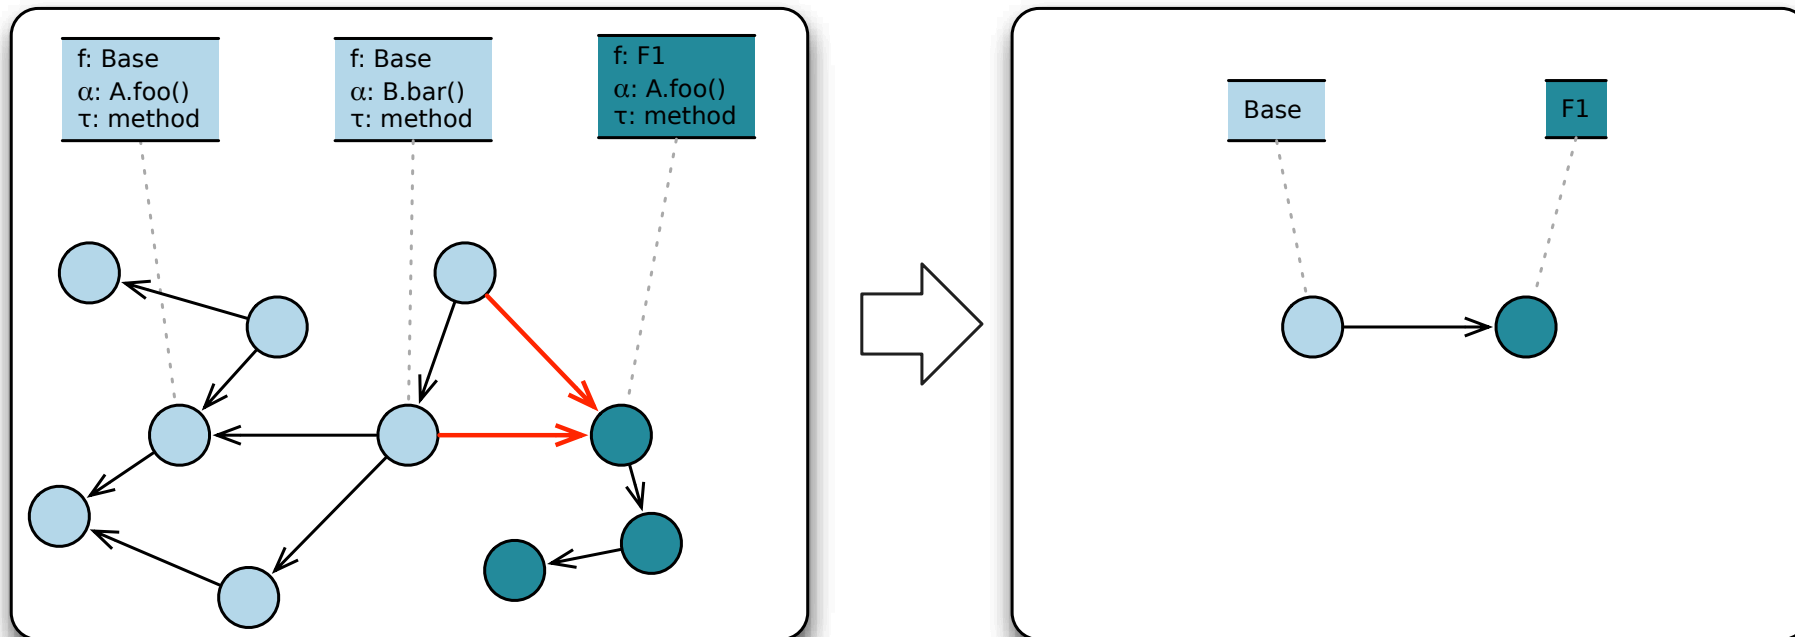 f: Base
α: A.foo()
τ: method
f: Base
α: B.bar()
τ: method
f: F1
α: A.foo()
τ: method
Base
F1